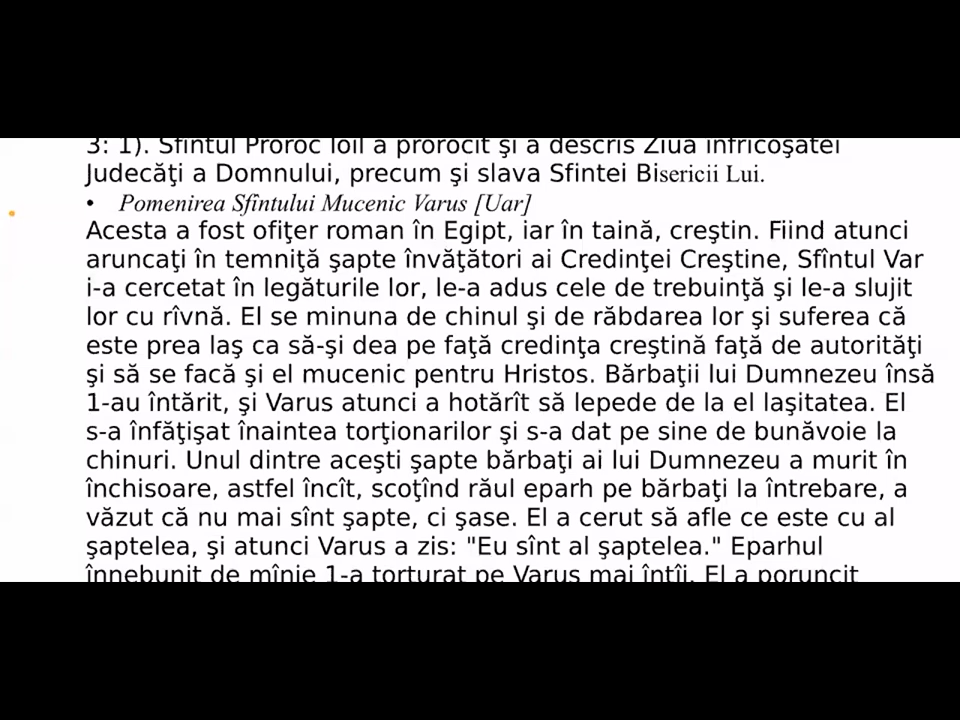 3: 1). Sfîntul Proroc Ioil a prorocit şi a descris Ziua înfricoşatei
Judecăţi a Domnului, precum şi slava Sfintei Bisericii Lui.
• Pomenirea Sfîntului Mucenic Varus [Uar]
Acesta a fost ofiţer roman în Egipt, iar în taină, creştin. Fiind atunci
aruncaţi în temniţă şapte învăţători ai Credinţei Creştine, Sfîntul Var
i-a cercetat în legăturile lor, le-a adus cele de trebuinţă şi le-a slujit
lor cu rîvnă. El se minuna de chinul şi de răbdarea lor şi suferea că
este prea laş ca să-şi dea pe faţă credinţa creştină faţă de autorităţi
şi să se facă şi el mucenic pentru Hristos. Bărbaţii lui Dumnezeu însă
1-au întărit, şi Varus atunci a hotărît să lepede de la el laşitatea. El
s-a înfăţişat înaintea torţionarilor şi s-a dat pe sine de bunăvoie la
chinuri. Unul dintre aceşti şapte bărbaţi ai lui Dumnezeu a murit în
închisoare, astfel încît, scoţînd răul eparh pe bărbaţi la întrebare, a
văzut că nu mai sînt şapte, ci şase. El a cerut să afle ce este cu al
şaptelea, şi atunci Varus a zis: "Eu sînt al şaptelea." Eparhul
înnebunit de mînie 1-a torturat pe Varus mai întîi. El a poruncit